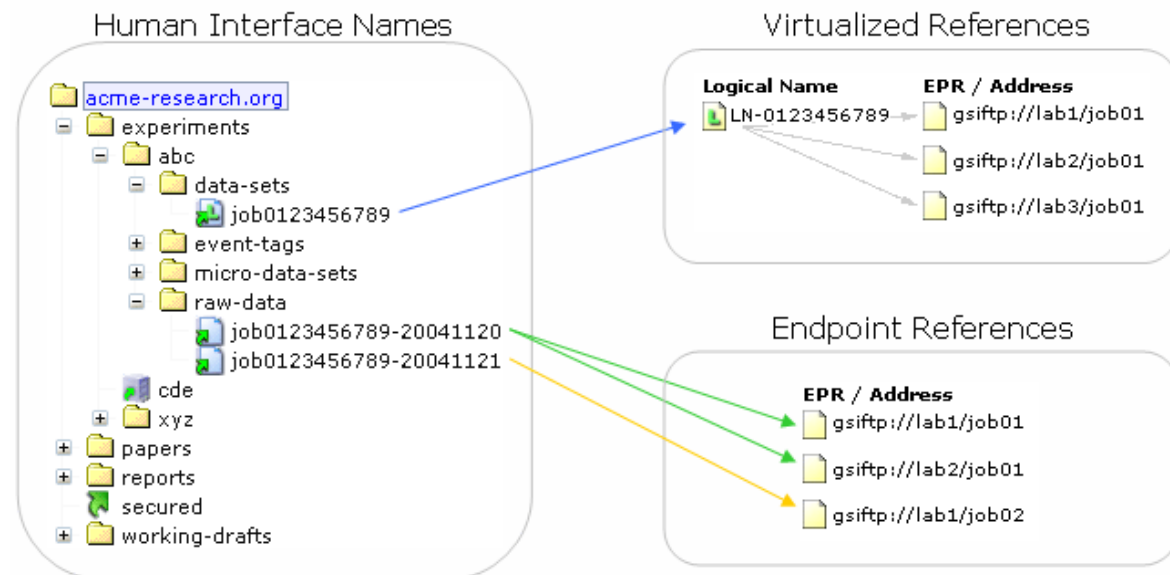 Human Interface Names
acme-research.org
experiments
abc
data-sets
job0123456789
event-tags
micro-data-sets
raw-data
job0123456789-20041120
job0123456789-20041121
cde
xyz
papers
reports
secured
working-drafts
Virtualized References
Logical Name EPR / Address
LN-0123456789 gsiftp://lab1/job01
gsiftp://lab2/job01
gsiftp://lab3/job01
Endpoint References
EPR / Address
gsiftp://lab1/job01
gsiftp://lab2/job01
gsiftp://lab1/job02